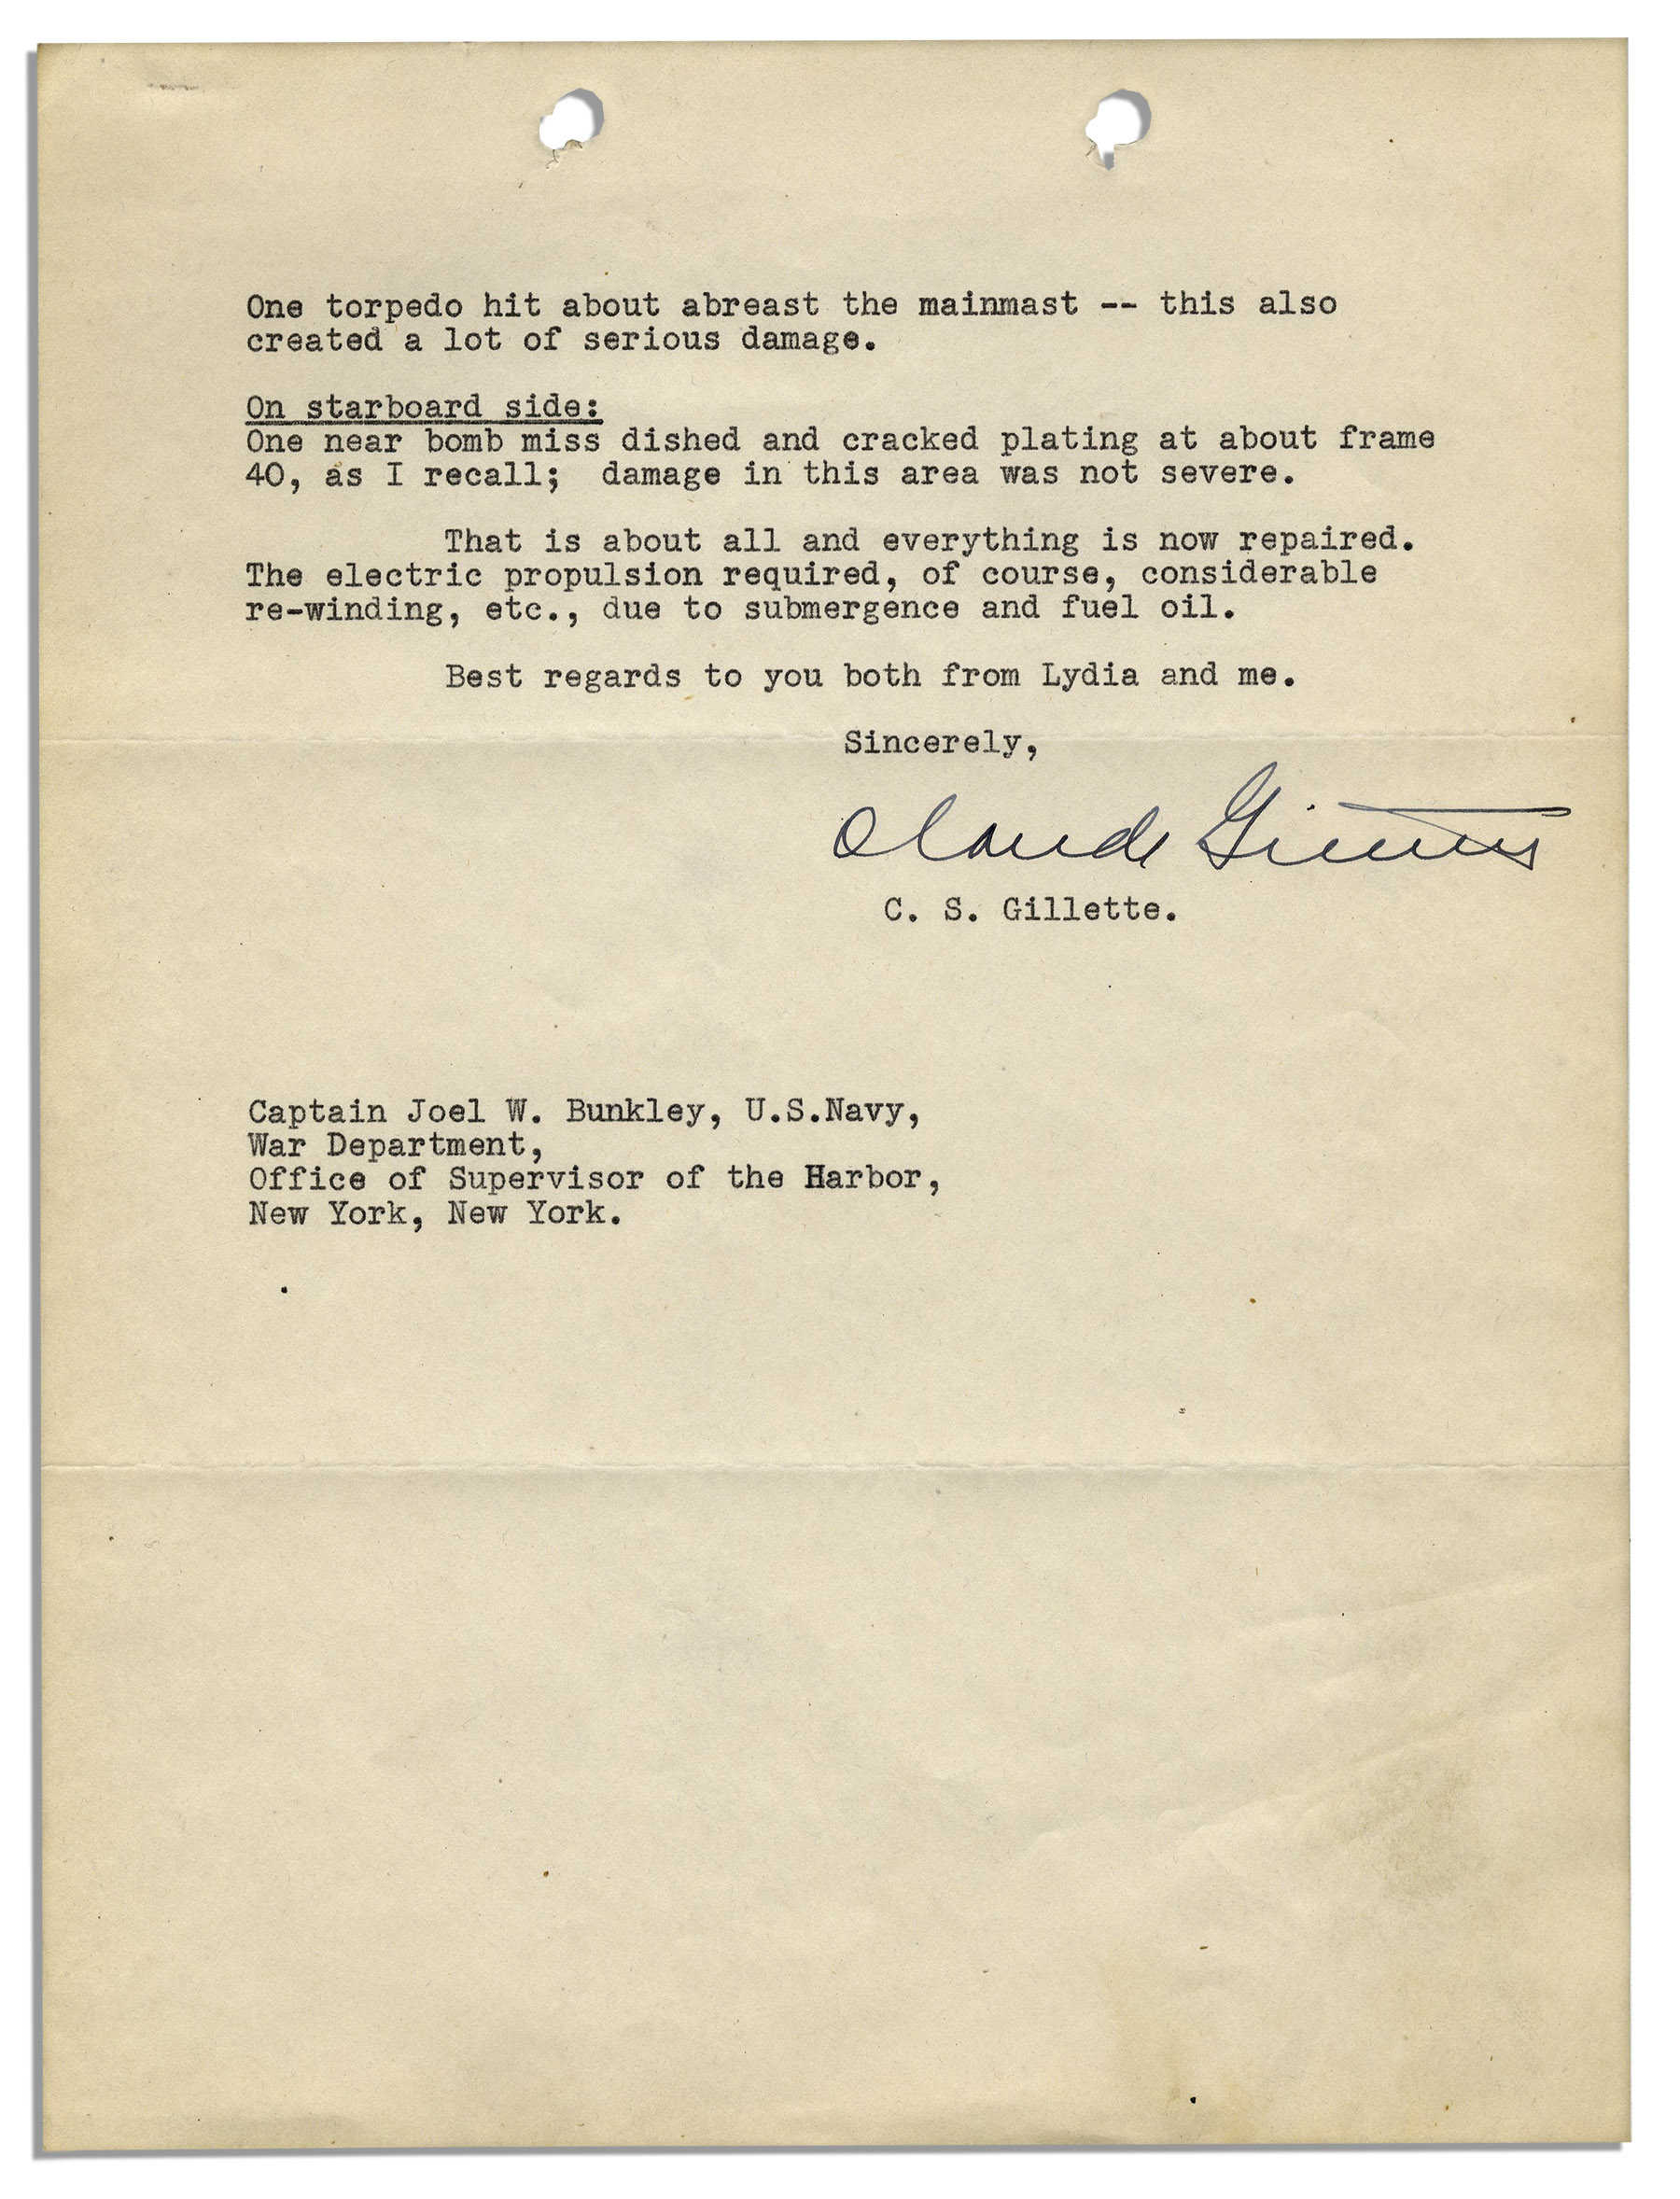 One torpedo hit about abreast the mainmast -- this also
created a lot of serious damage.
On starboard side:
One near bomb miss dished and cracked plating at about frame
40, as I recall;  damage in this area was not severe.
That is about all and everything is now repaired.
The electric propulsion required, of course, considerable
re-winding, etc., due to submergence and fuel oil.
Best regards to you both from Lydia and me.
Sincerely,
Claude Gillette
C. S. Gillette.
Captain Joel W. Bunkley, U.S.Navy,
War Department,
Office of Supervisor of the Harbor,
New York, New York.